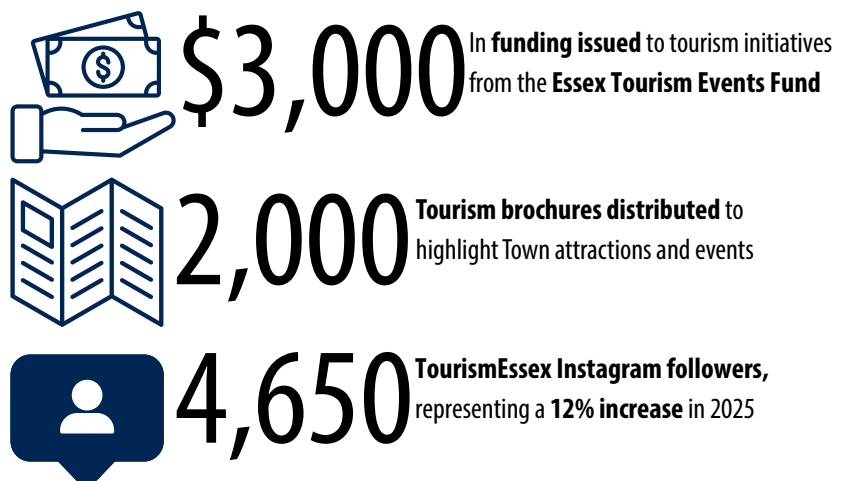 $
$3,000
In funding issued to tourism initiatives
from the Essex Tourism Events Fund
2,000
Tourism brochures distributed to
highlight Town attractions and events
4,650
TourismEssex Instagram followers,
representing a 12% increase in 2025